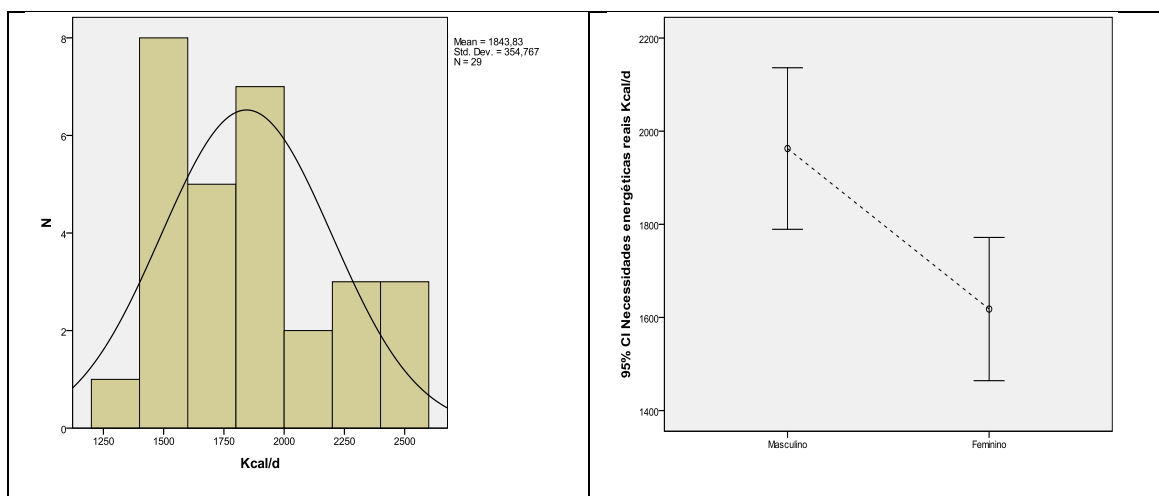 Mean = 1843,83
Std. Dev. = 354,767
N = 29
8
6
4
2
0
N
1250 1500 1750 2000 2250 2500
Kcal/d
95% CI Necessidades energéticas reais Kcal/d
2200
2000
1800
1600
1400
Masculino Feminino